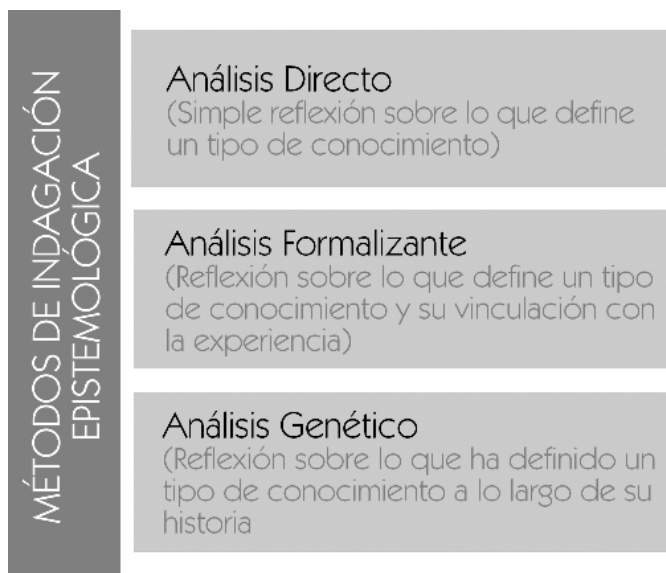 MÉTODOS DE INDAGACIÓN
EPISTEMOLÓGICA
Análisis Directo
(Simple reflexión sobre lo que define
un tipo de conocimiento)
Análisis Formalizante
(Reflexión sobre lo que define un tipo
de conocimiento y su vinculación con
la experiencia)
Análisis Genético
(Reflexión sobre lo que ha definido un
tipo de conocimiento a lo largo de su
historia